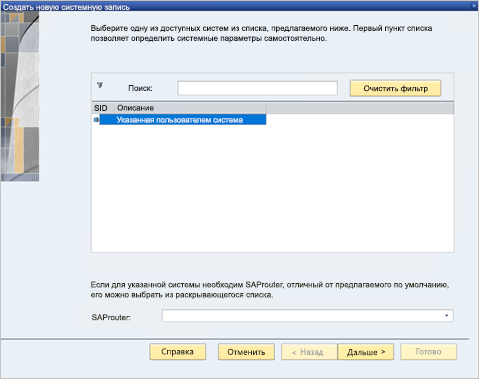 Создать новую системную запись
Выберите одну из доступных систем из списка, предлагаемого ниже. Первый пункт списка
позволяет определить системные параметры самостоятельно.
Поиск:
Очистить фильтр
SID Описание
Указанная пользователем система
Если для указанной системы необходим SAProuter, отличный от предлагаемого по умолчанию,
его можно выбрать из раскрывающегося списка.
SAProuter:
Справка Отменить < Назад Дальше > Готово